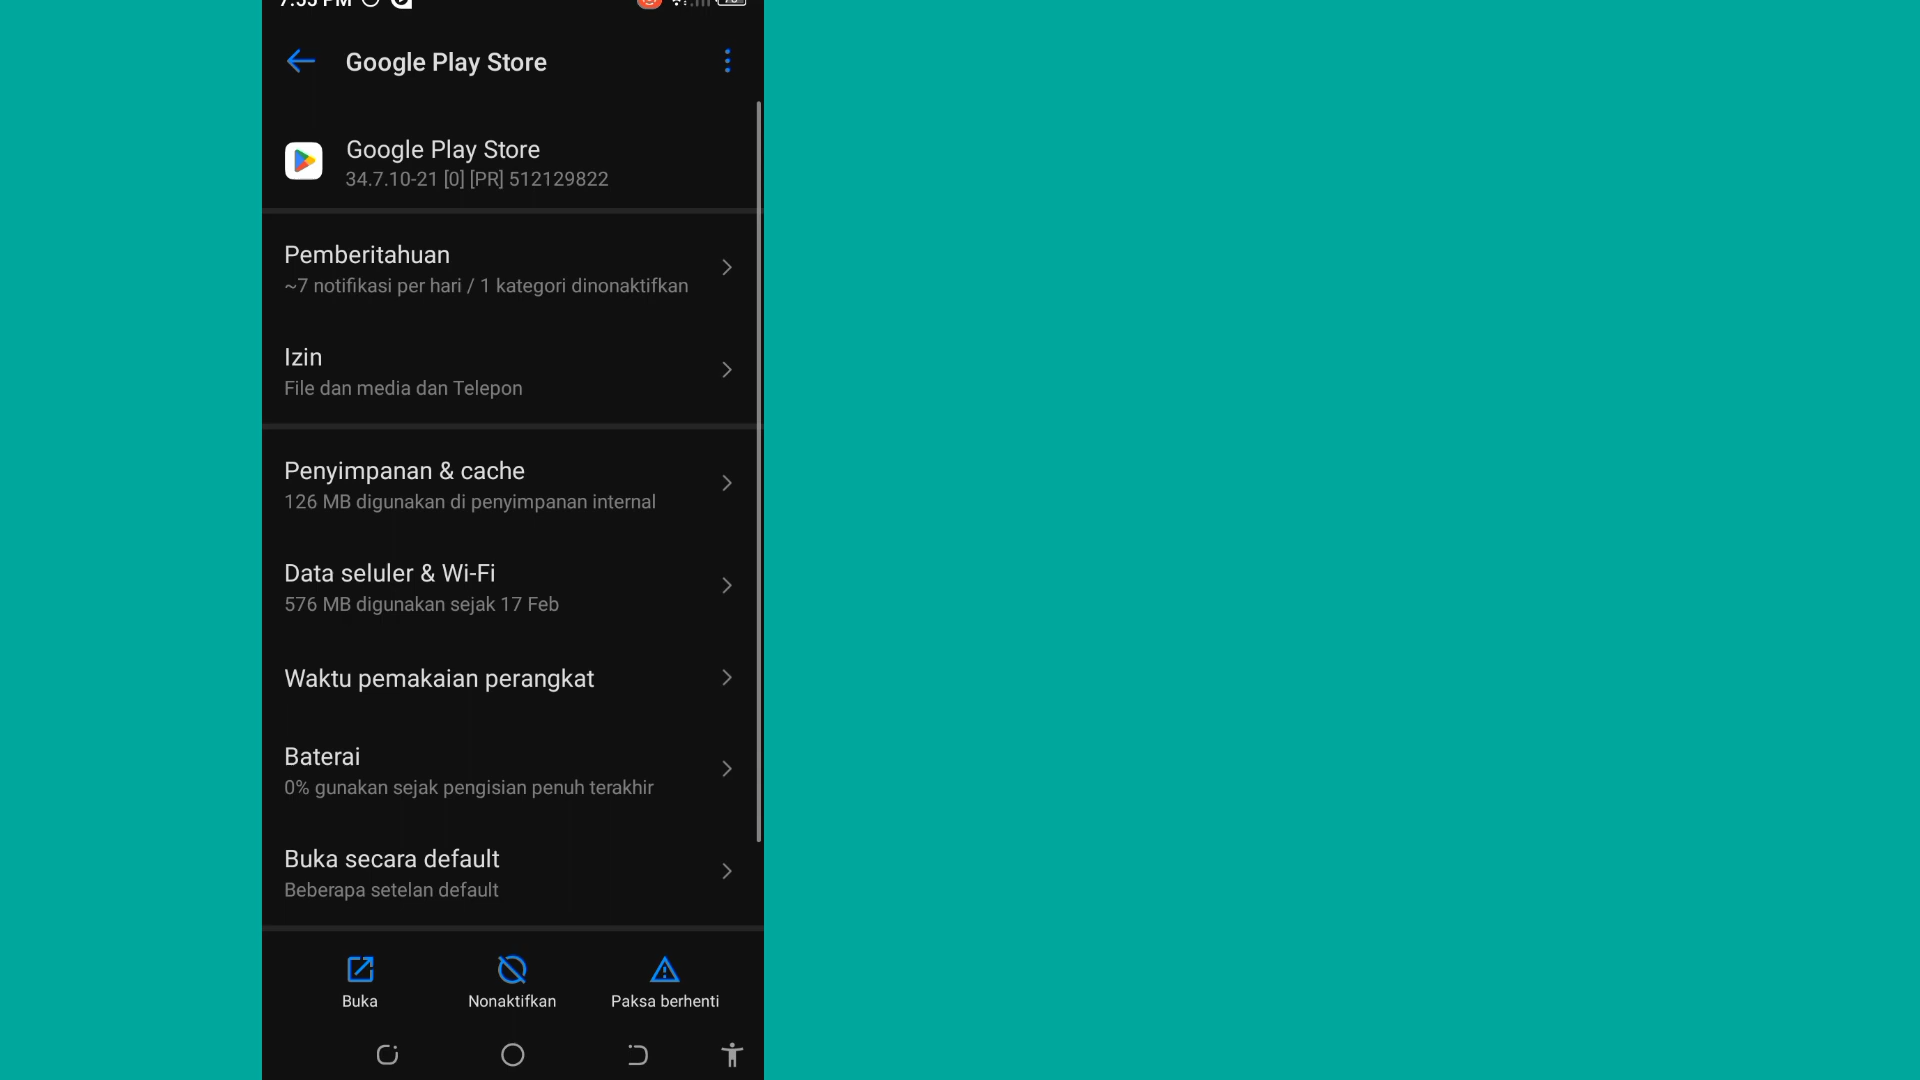 7:55 PM
Google Play Store
Google Play Store
34.7.10-21 [0] [PR] 512129822
Pemberitahuan
~7 notifikasi per hari / 1 kategori dinonaktifkan
Izin
File dan media dan Telepon
Penyimpanan & cache
126 MB digunakan di penyimpanan internal
Data seluler & Wi-Fi
576 MB digunakan sejak 17 Feb
Waktu pemakaian perangkat
Baterai
0% gunakan sejak pengisian penuh terakhir
Buka secara default
Beberapa setelan default
Buka
Nonaktifkan
Paksa berhenti